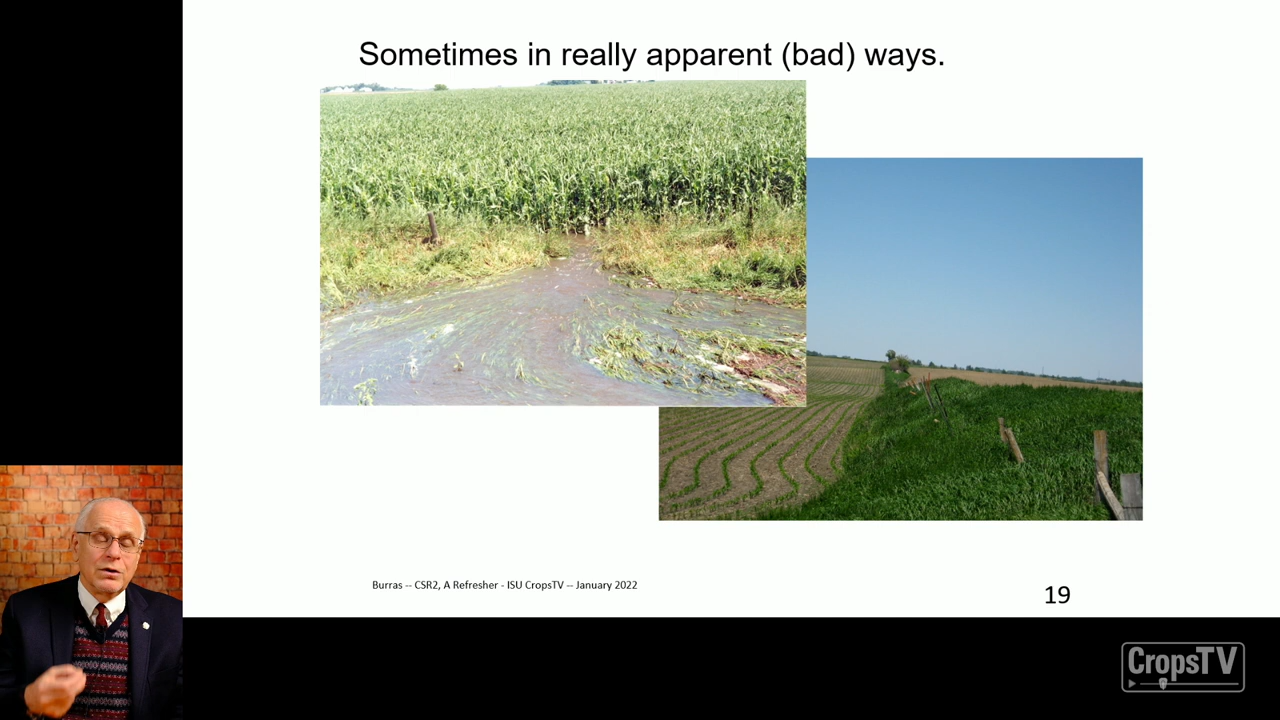 Sometimes in really apparent (bad) ways.
Burras -- CSR2, A Refresher - ISU CropsTV -- January 2022
19
CropsTV